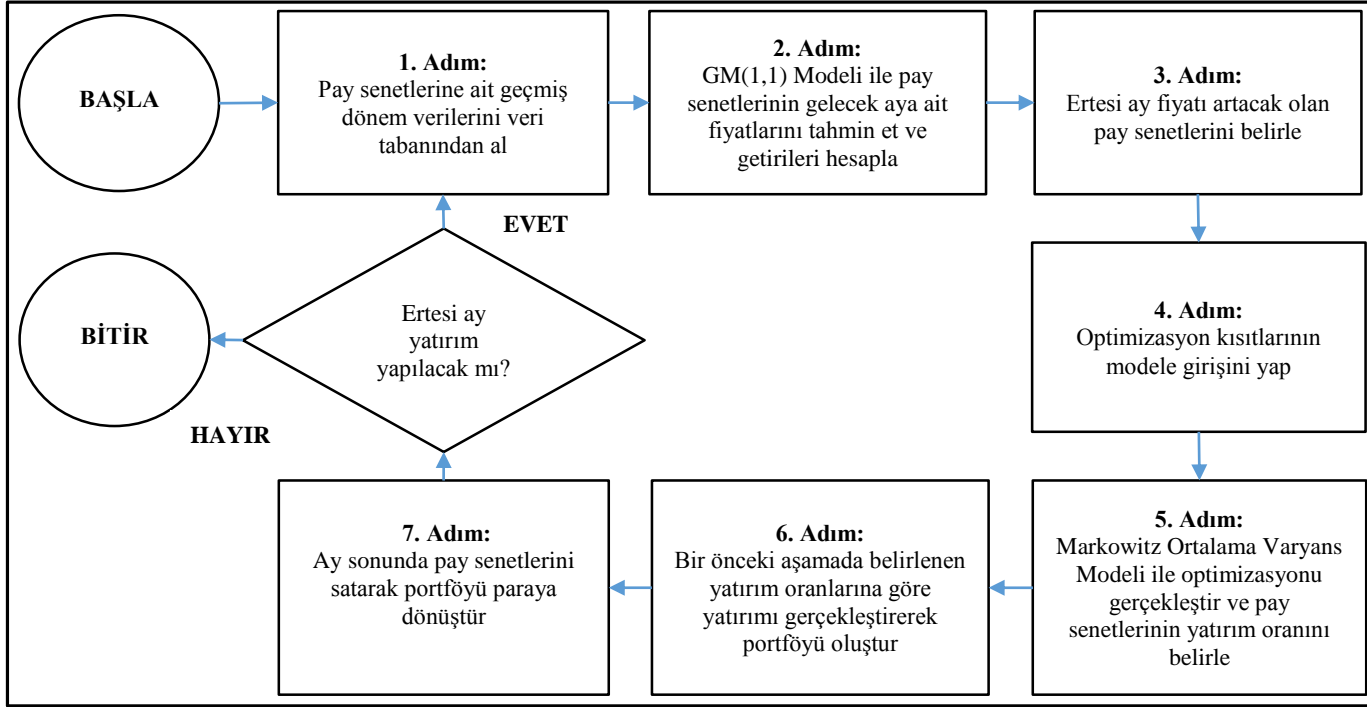 BAŞLA
1. Adım:
Pay senetlerine ait geçmiş
dönem verilerini veri
tabanından al
2. Adım:
GM(1,1) Modeli ile pay
senetlerinin gelecek aya ait
fiyatlarını tahmin et ve
getirileri hesapla
3. Adım:
Ertesi ay fiyatı artacak olan
pay senetlerini belirle
4. Adım:
Optimizasyon kısıtlarının
modele girişini yap
5. Adım:
Markowitz Ortalama Varyans
Modeli ile optimizasyonu
gerçekleştir ve pay
senetlerinin yatırım oranını
belirle
6. Adım:
Bir önceki aşamada belirlenen
yatırım oranlarına göre
yatırımı gerçekleştirerek
portföyü oluştur
7. Adım:
Ay sonunda pay senetlerini
satarak portföyü paraya
dönüştür
Ertesi ay
yatırım
yapılacak mı?
EVET
HAYIR
BİTİR